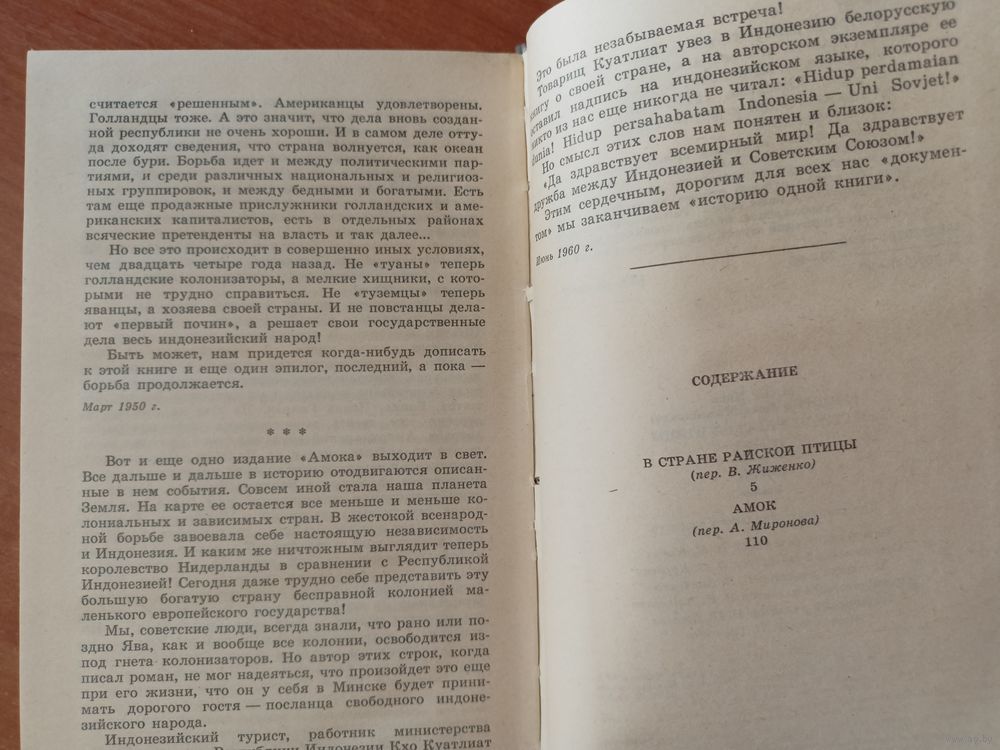 считается «решенным». Американцы удовлетворены.
Голландцы тоже. А это значит, что дела вновь создан-
ной республики не очень хороши. И в самом деле отту-
да доходят сведения, что страна волнуется, как океан
после бури. Борьба идет и между политическими пар-
тиями, и среди различных национальных и религиоз-
ных группировок, и между бедными и богатыми. Есть
там еще продажные прислужники голландских и аме-
риканских капиталистов, есть в отдельных районах
всяческие претенденты на власть и так далее...
Но все это происходит в совершенно иных условиях,
чем двадцать четыре года назад. Не «туаны» теперь
голландские колонизаторы, а мелкие хищники, с кото-
рыми не трудно справиться. Не «туземцы» теперь
яванцы, а хозяева своей страны. И не повстанцы дела-
ют «первый почин», а решает свои государственные
дела весь индонезийский народ!
Быть может, нам придется когда-нибудь дописать
к этой книге и еще один эпилог, последний, а пока —
борьба продолжается.
Март 1950 г.
* * *
Вот и еще одно издание «Амока» выходит в свет.
Все дальше и дальше в историю отодвигаются описан-
ные в нем события. Совсем иной стала наша планета
Земля. На карте ее остается все меньше и меньше ко-
лониальных и зависимых стран. В жестокой всенарод-
ной борьбе завоевала себе настоящую независимость
и Индонезия. И каким же ничтожным выглядит теперь
королевство Нидерланды в сравнении с Республикой
Индонезией! Сегодня даже трудно себе представить эту
большую богатую страну бесправной колонией ма-
ленького европейского государства!
Мы, советские люди, всегда знали, что рано или по-
здно Ява, как и вообще все колонии, освободится из-
под гнета колонизаторов. Но автор этих строк, когда
писал роман, не мог надеяться, что произойдет это еще
при его жизни, что он у себя в Минске будет прини-
мать дорогого гостя — посланца свободного индоне-
зийского народа.
Индонезийский турист, работник министерства
Республики Индонезии Кхо Куатлиат
Это была незабываемая встреча!
Товарищ Куатлиат увез в Индонезию белорусскую
книгу о своей стране, а на авторском экземпляре ее
оставил надпись на индонезийском языке, которого
никто из нас еще никогда не читал: «Hidup perdamaian
dunia! Hidup persahabatam Indonesia — Uni Sovjet!»
Но смысл этих слов нам понятен и близок:
«Да здравствует всемирный мир! Да здравствует
дружба между Индонезией и Советским Союзом!»
Этим сердечным, дорогим для всех нас «докумен-
том» мы заканчиваем «историю одной книги».
Июнь 1960 г.
СОДЕРЖАНИЕ
В СТРАНЕ РАЙСКОЙ ПТИЦЫ
(пер. В. Жиженко)
5
АМОК
(пер. А. Миронова)
110